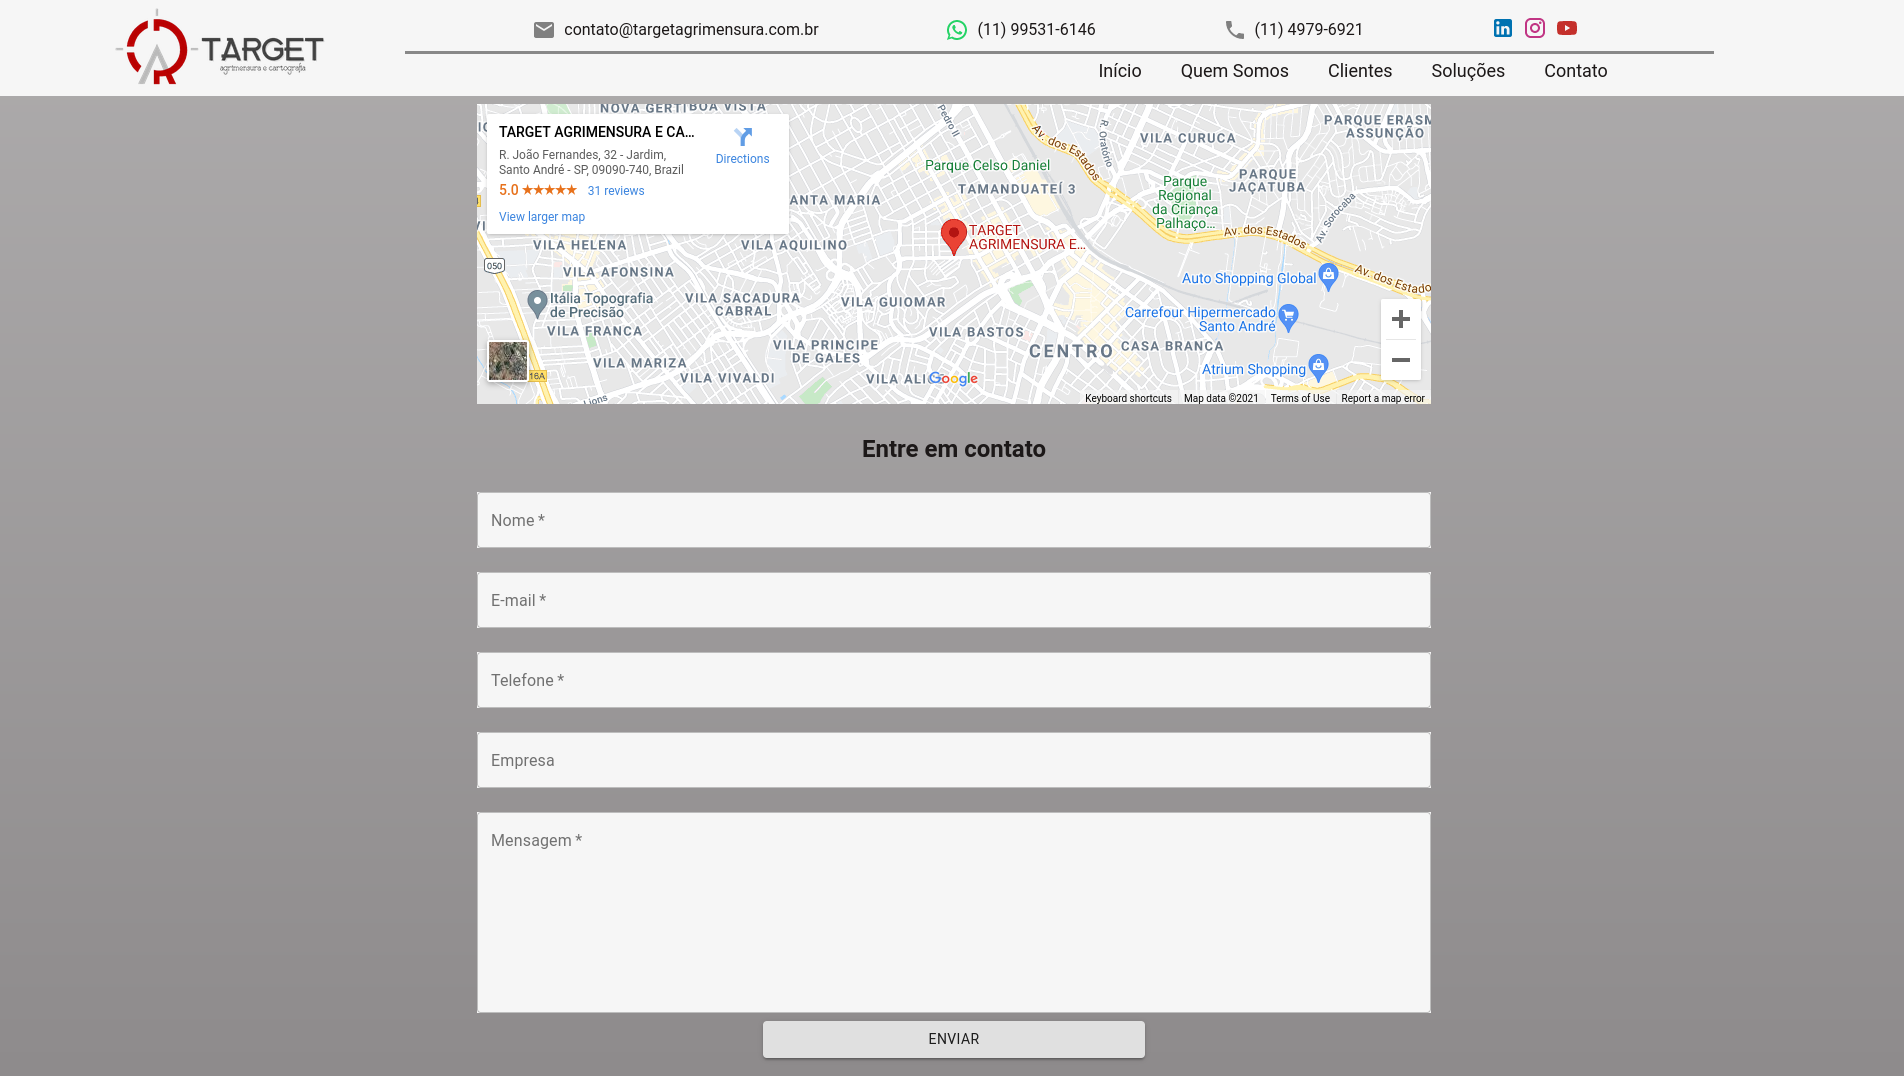 TARGET
agrimensura e cartografia
contato@targetagrimensura.com.br
(11) 99531-6146
(11) 4979-6921
Início
Quem Somos
Clientes
Soluções
Contato
NOVA GERTI
BOA VISTA
Pedro II
Av. dos Estados
R. Oratório
VILA CURUCA
PARQUE ERASM
ASSUNÇÃO
TARGET AGRIMENSURA E CA...
R. João Fernandes, 32 - Jardim,
Santo André - SP, 09090-740, Brazil
5.0
31 reviews
View larger map
Directions
Parque Celso Daniel
TAMANDUATEÍ 3
PARQUE
JAÇATUBA
Parque
Regional
da Criança
Palhaço...
Av. Sorocaba
ANTA MARIA
TARGET
AGRIMENSURA E...
Av. dos Estados
VILA HELENA
VILA AQUILINO
050
VILA AFONSINA
Auto Shopping Global
Av. dos Estados
Itália Topografia
de Precisão
VILA SACADURA
CABRAL
VILA GUIOMAR
Carrefour Hipermercado
Santo André
VILA FRANCA
VILA BASTOS
VILA PRINCIPE
DE GALES
CENTRO
CASA BRANCA
VILA MARIZA
VILA VIVALDI
VILA ALI
Google
Atrium Shopping
16A
Lions
Keyboard shortcuts
Map data ©2021
Terms of Use
Report a map error
Entre em contato
Nome *
E-mail *
Telefone *
Empresa
Mensagem *
ENVIAR